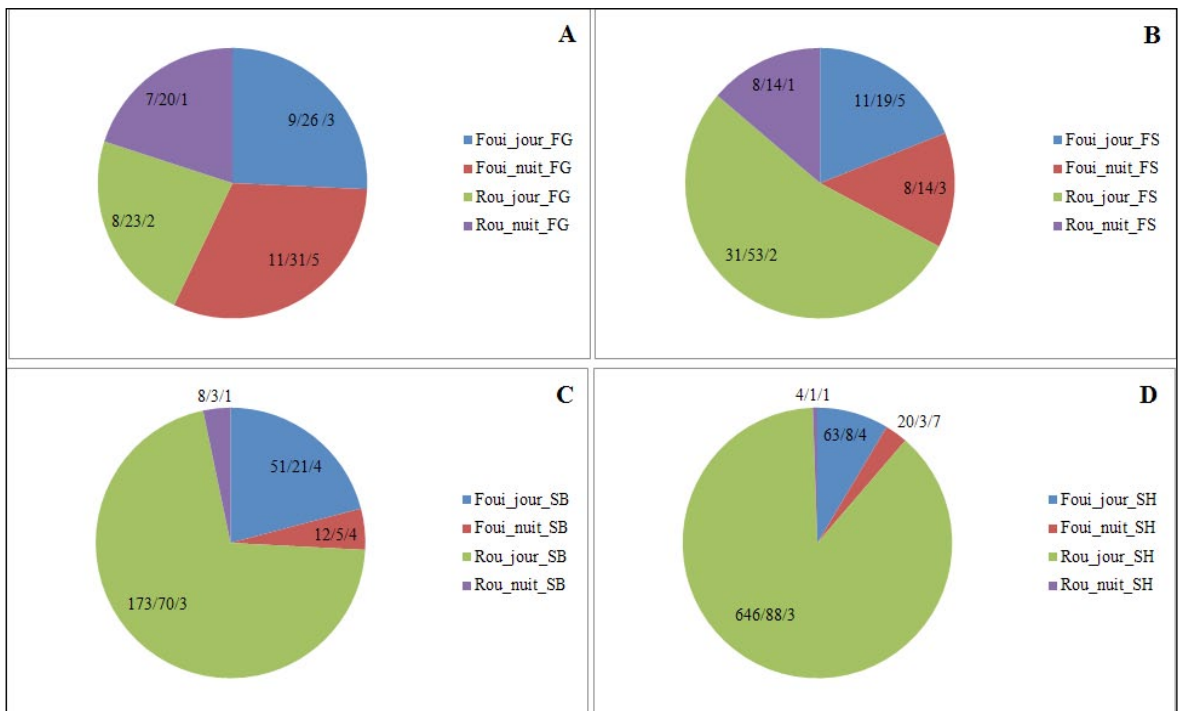 A
7/20/1
9/26 /3
8/23/2
11/31/5
Foui_jour_FG
Foui_nuit_FG
Rou_jour_FG
Rou_nuit_FG
B
8/14/1
11/19/5
8/14/3
31/53/2
Foui_jour_FS
Foui_nuit_FS
Rou_jour_FS
Rou_nuit_FS
C
8/3/1
51/21/4
12/5/4
173/70/3
Foui_jour_SB
Foui_nuit_SB
Rou_jour_SB
Rou_nuit_SB
D
4/1/1
63/8/4
20/3/7
646/88/3
Foui_jour_SH
Foui_nuit_SH
Rou_jour_SH
Rou_nuit_SH